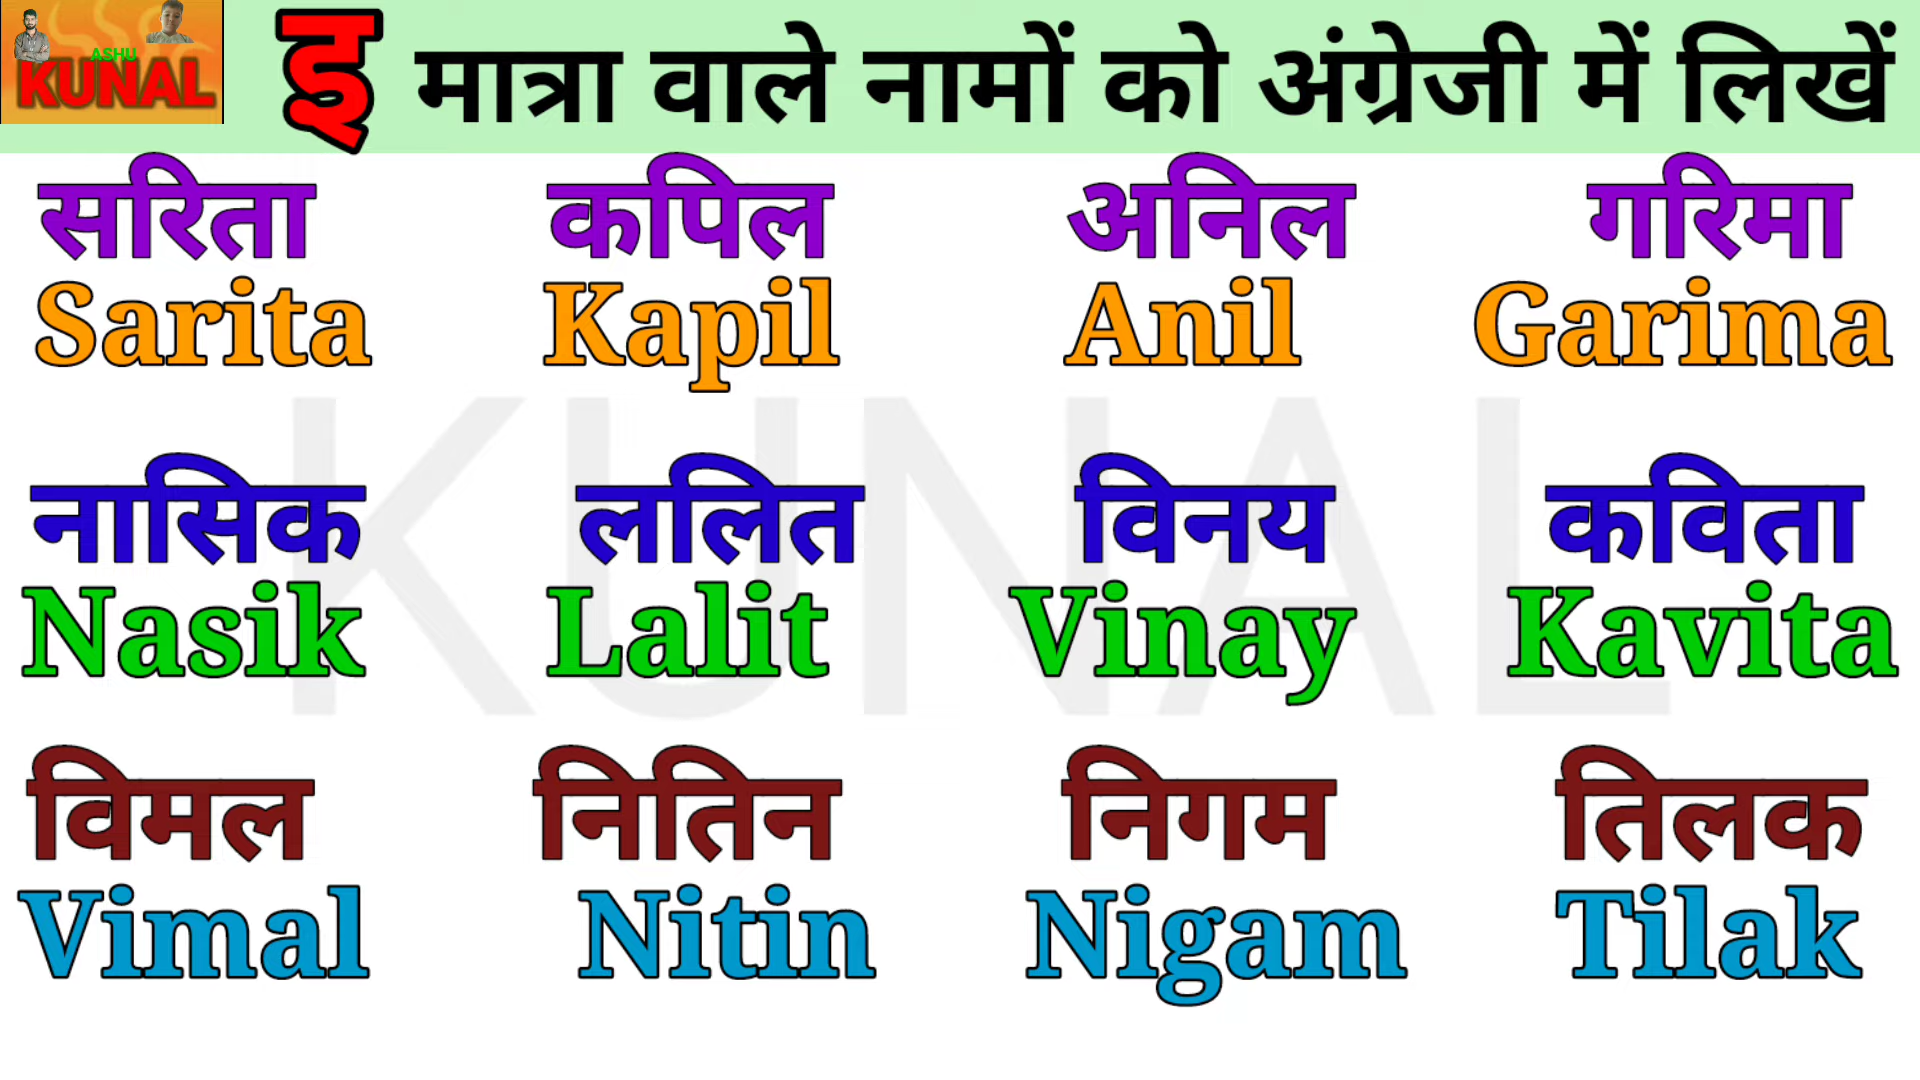 ASHU
KUNAL
इ मात्रा वाले नामों को अंग्रेजी में लिखें
सरिता कपिल अनिल गरिमा
Sarita Kapil Anil Garima
नासिक ललित विनय कविता
Nasik Lalit Vinay Kavita
KUNAL
विमल नितिन निगम तिलक
Vimal Nitin Nigam Tilak